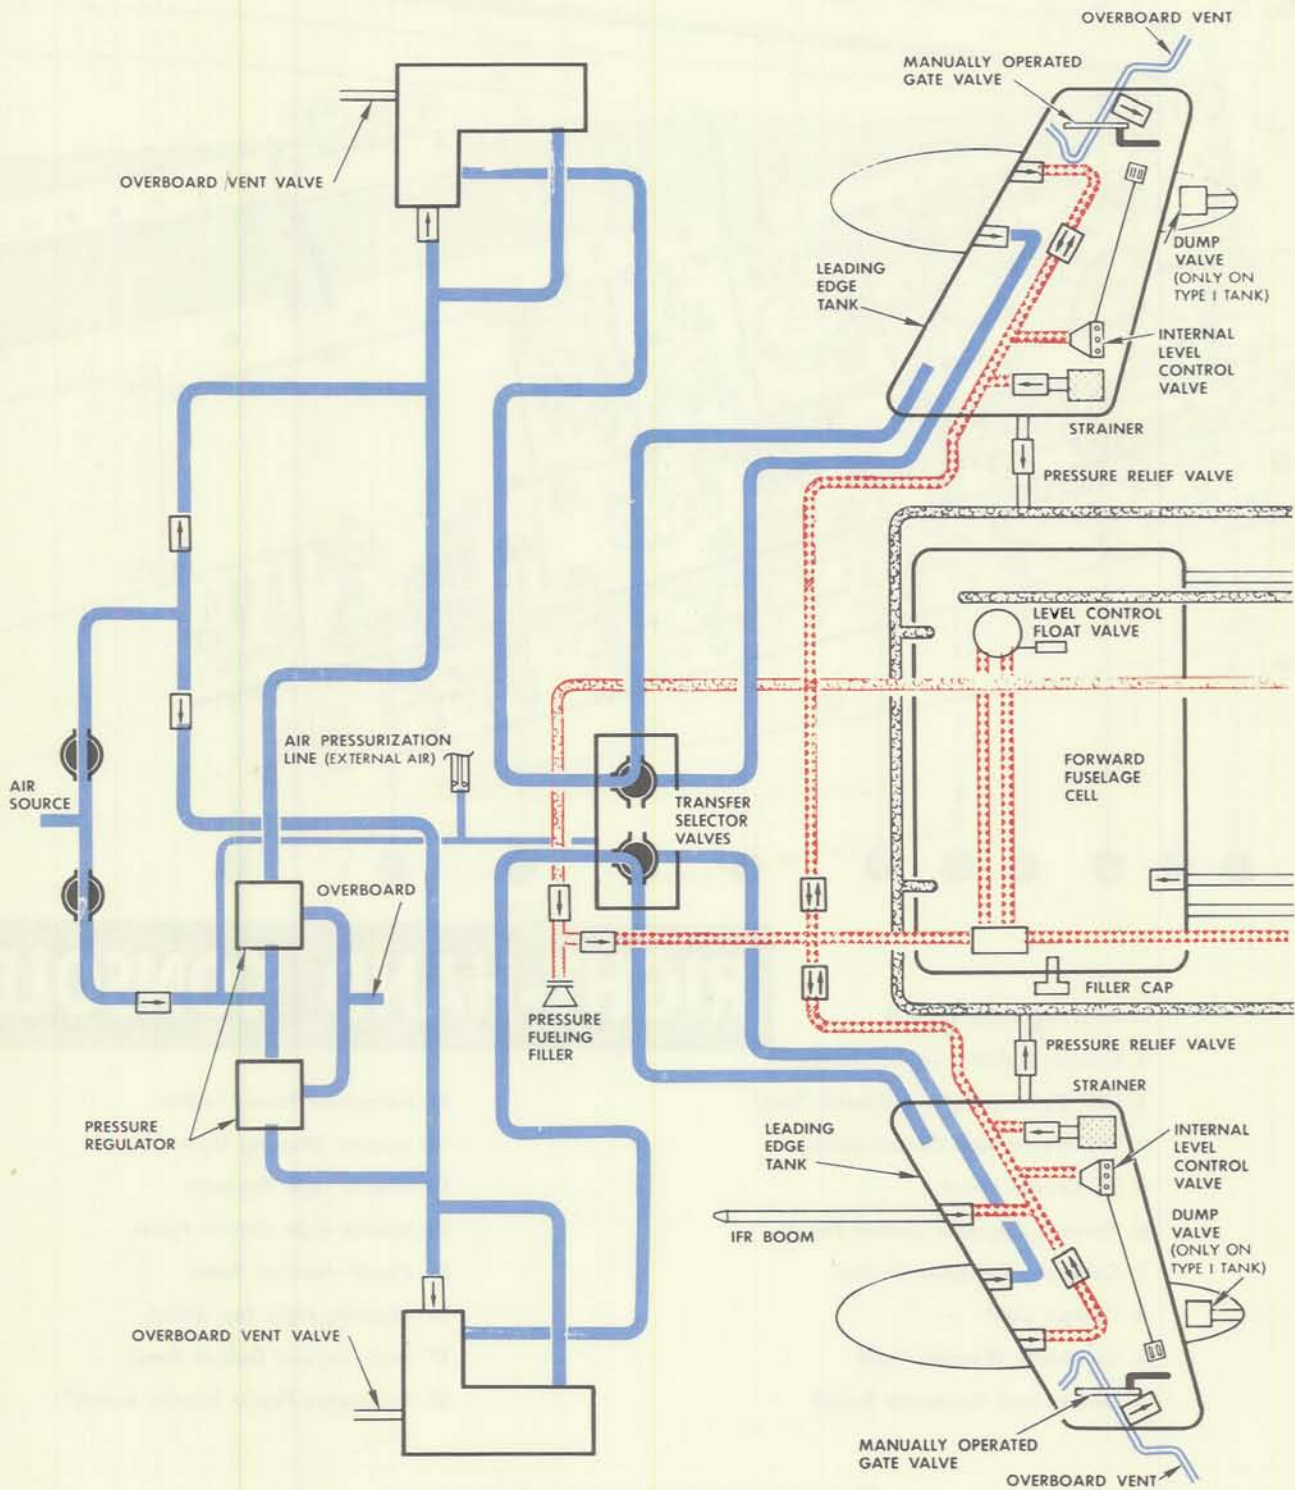 OVERBOARD VENT
MANUALLY OPERATED
GATE VALVE
OVERBOARD VENT VALVE
DUMP
VALVE
(ONLY ON
TYPE I TANK)
LEADING
EDGE
TANK
INTERNAL
LEVEL
CONTROL
VALVE
STRAINER
PRESSURE RELIEF VALVE
LEVEL CONTROL
FLOAT VALVE
AIR PRESSURIZATION
LINE (EXTERNAL AIR)
AIR
SOURCE
TRANSFER
SELECTOR
VALVES
FORWARD
FUSELAGE
CELL
OVERBOARD
FILLER CAP
PRESSURE
FUELING
FILLER
PRESSURE RELIEF VALVE
STRAINER
PRESSURE
REGULATOR
LEADING
EDGE
TANK
INTERNAL
LEVEL
CONTROL
VALVE
IFR BOOM
DUMP
VALVE
(ONLY ON
TYPE I TANK)
OVERBOARD VENT VALVE
MANUALLY OPERATED
GATE VALVE
OVERBOARD VENT